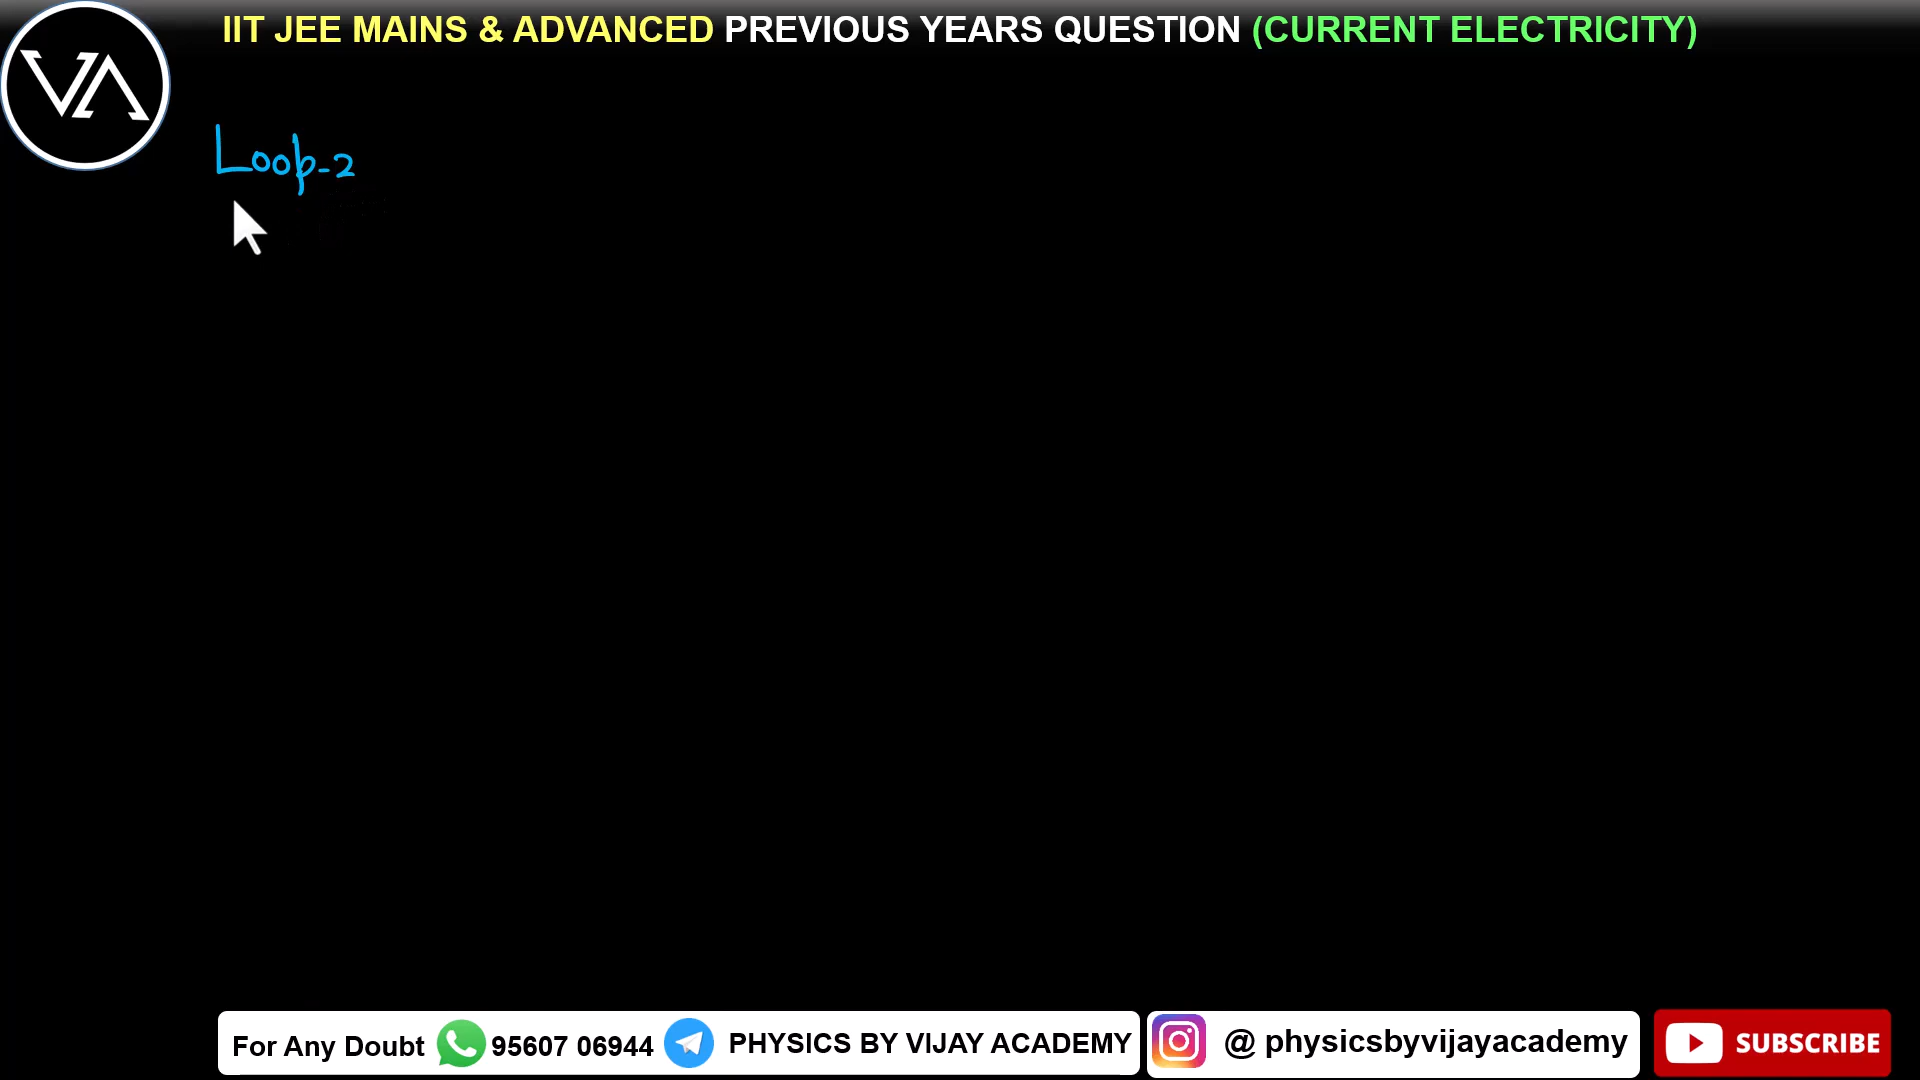 IIT JEE MAINS & ADVANCED PREVIOUS YEARS QUESTION (CURRENT ELECTRICITY)
VA
Loop-2
For Any Doubt 95607 06944 PHYSICS BY VIJAY ACADEMY @ physicsbyvijayacademy SUBSCRIBE